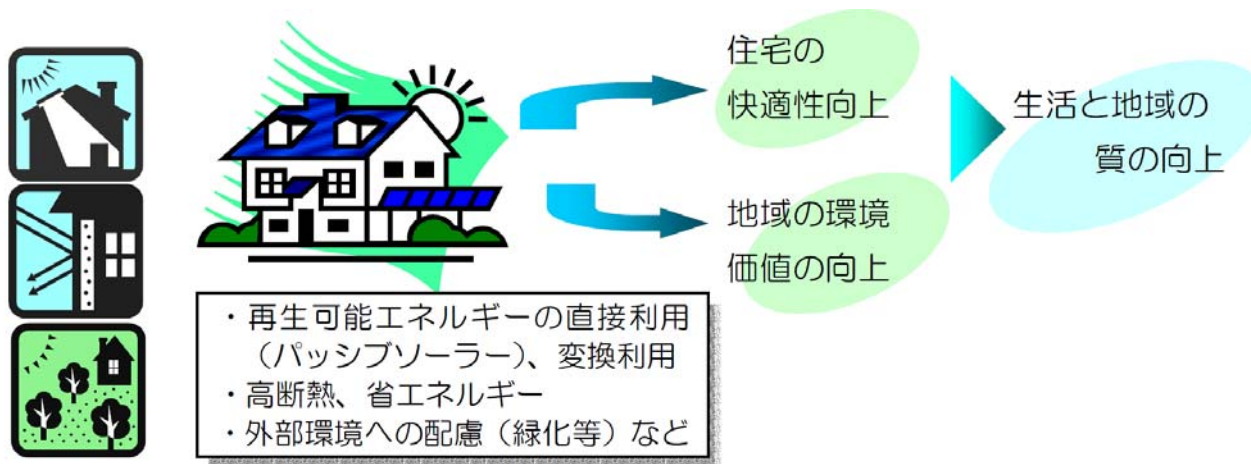 住宅の
快適性向上
地域の環境
価値の向上
生活と地域の
質の向上
・再生可能エネルギーの直接利用
（パッシブソーラー）、変換利用
・高断熱、省エネルギー
・外部環境への配慮（緑化等）など